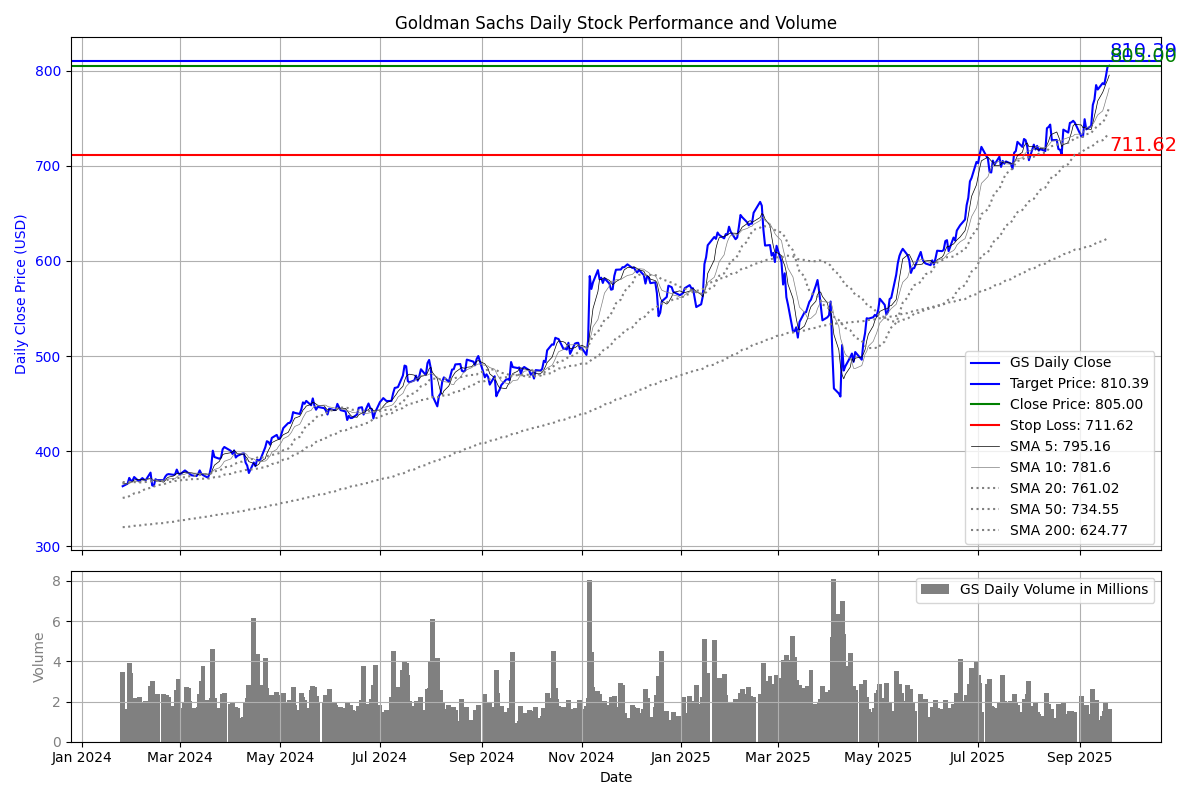 Goldman Sachs Daily Stock Performance and Volume
810.39
805.00
711.62
Daily Close Price (USD)
800
700
600
500
400
300
GS Daily Close
Target Price: 810.39
Close Price: 805.00
Stop Loss: 711.62
SMA 5: 795.16
SMA 10: 781.6
SMA 20: 761.02
SMA 50: 734.55
SMA 200: 624.77
GS Daily Volume in Millions
Volume
8
6
4
2
0
Jan 2024 Mar 2024 May 2024 Jul 2024 Sep 2024 Nov 2024 Jan 2025 Mar 2025 May 2025 Jul 2025 Sep 2025
Date